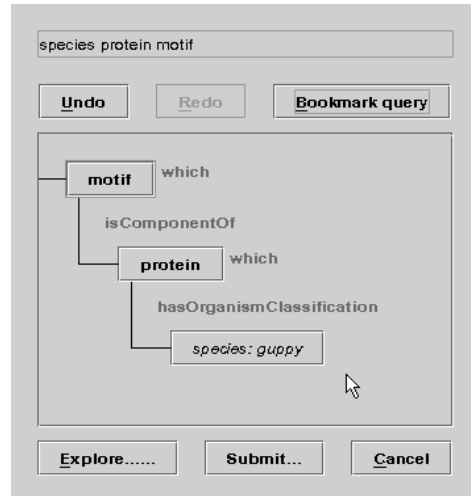 species protein motif
Undo Redo Bookmark query
motif which
isComponentOf
protein which
hasOrganismClassification
species: guppy
Explore...... Submit... Cancel